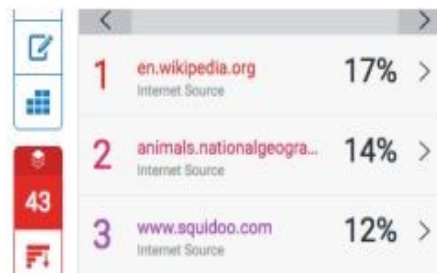 1 en.wikipedia.org 17%
Internet Source
2 animals.nationalgeogra... 14%
Internet Source
43
3 www.squidoo.com 12%
Internet Source